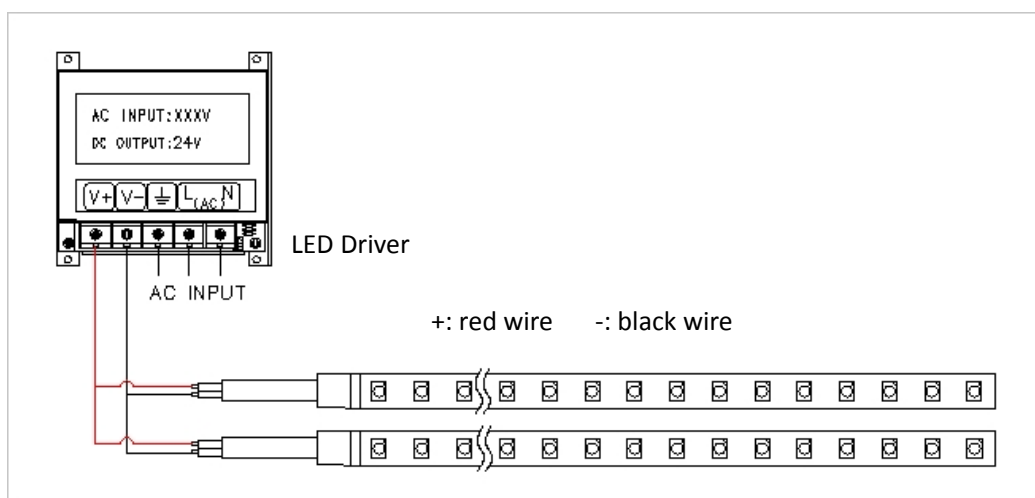 AC INPUT:XXXV
DC OUTPUT:24V
V+ V- L(AC)N
LED Driver
AC INPUT
+: red wire -: black wire